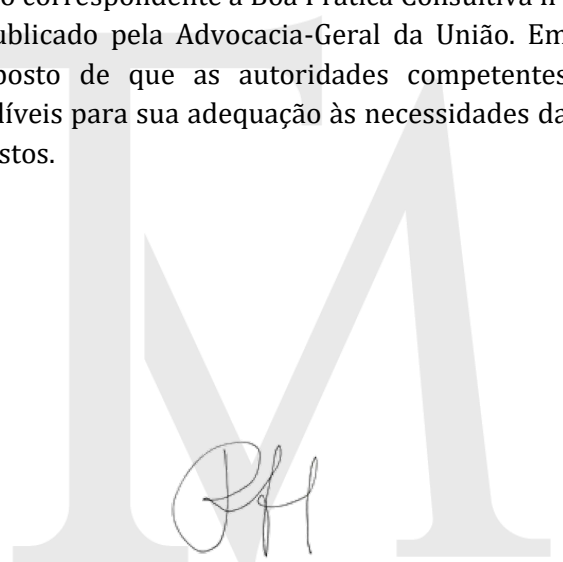 o correspondente à Boa Prática Consultiva n
ublicado pela Advocacia-Geral da União. Em
posto de que as autoridades competentes
díveis para sua adequação às necessidades da
stos.